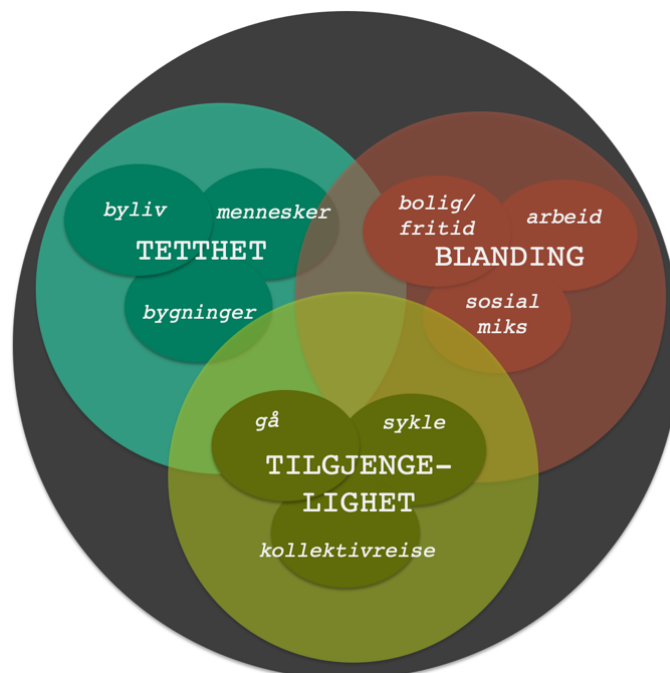 byliv
mennesker
TETTHET
bygninger
bolig/
fritid
arbeid
BLANDING
sosial
miks
gå
sykle
TILGJENGE-
LIGHET
kollektivreise